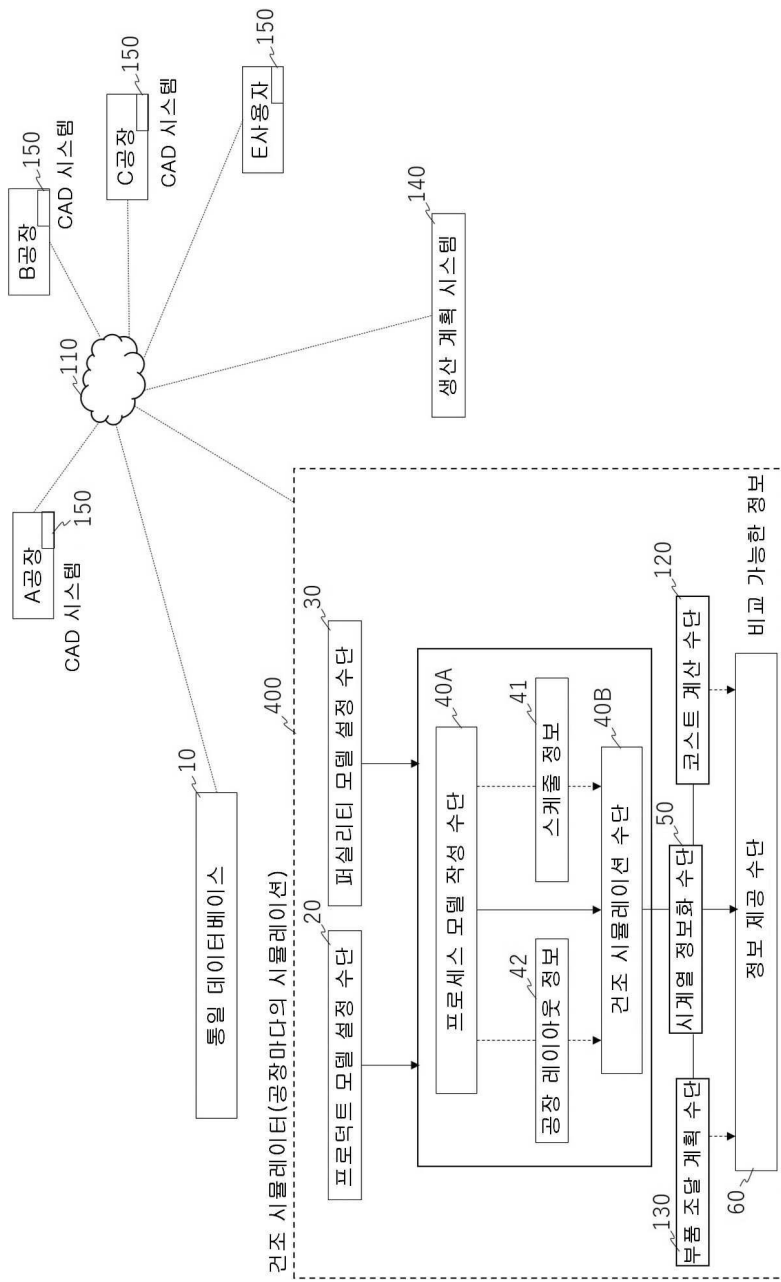 110
A공장
150
CAD 시스템
B공장
150
CAD 시스템
C공장
150
CAD 시스템
E사용자
150
통일 데이터베이스
10
생산 계획 시스템
140
건조 시뮬레이터(공장마다의 시뮬레이션)
400
프로덕트 모델 설정 수단
20
퍼실리티 모델 설정 수단
30
프로세스 모델 작성 수단
40A
공장 레이아웃 정보
42
스케줄 정보
41
건조 시뮬레이션 수단
40B
부품 조달 계획 수단
130
시계열 정보화 수단
50
코스트 계산 수단
120
정보 제공 수단
60
비교 가능한 정보